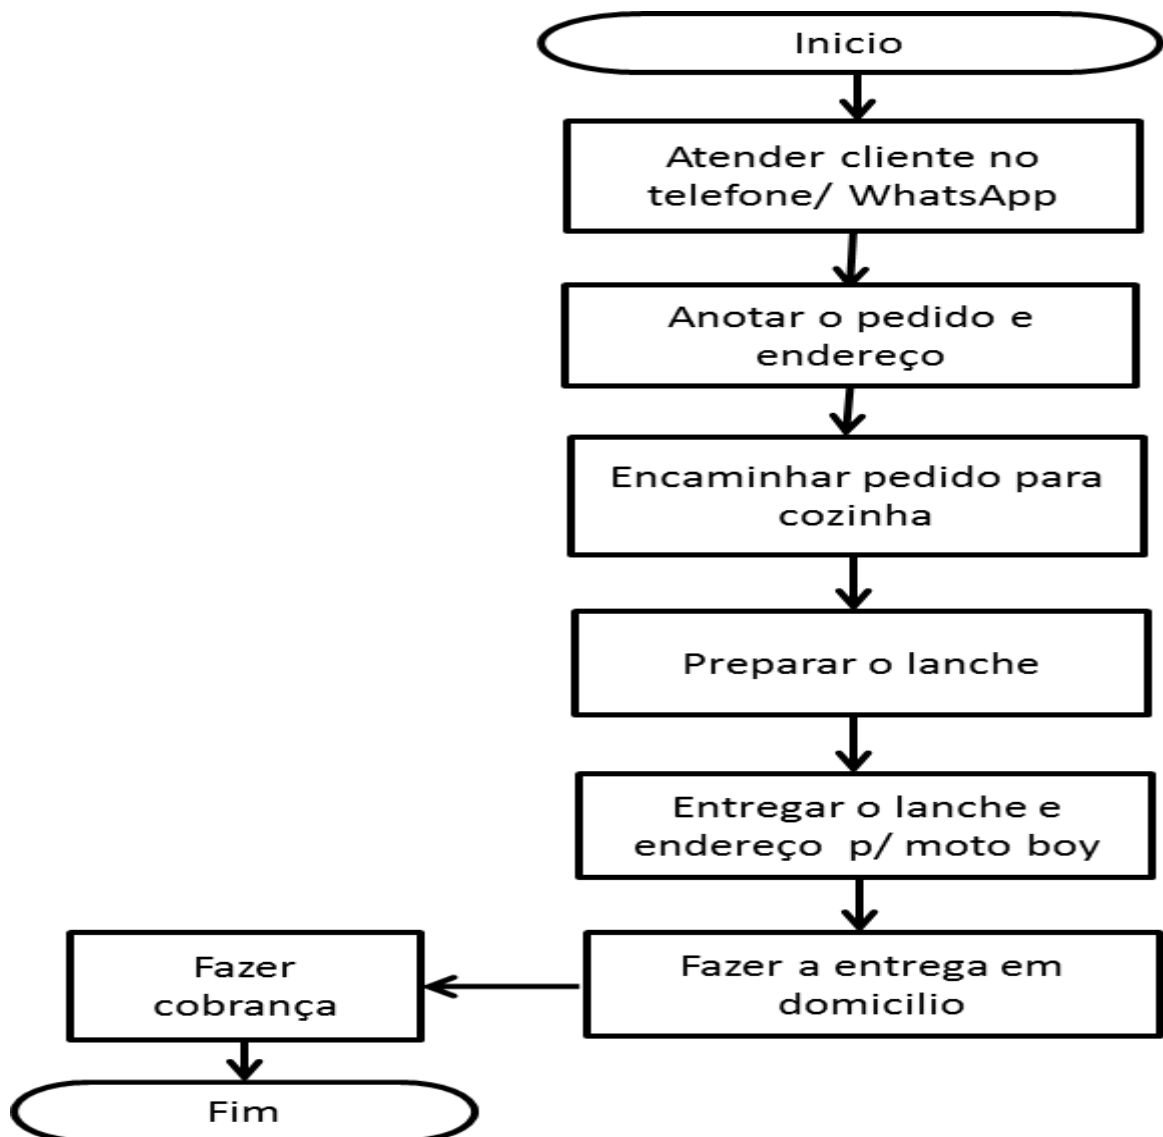 Inicio
Atender cliente no
telefone/ WhatsApp
Anotar o pedido e
endereço
Encaminhar pedido para
cozinha
Preparar o lanche
Entregar o lanche e
endereço p/ moto boy
Fazer a entrega em
domicilio
Fazer
cobrança
Fim